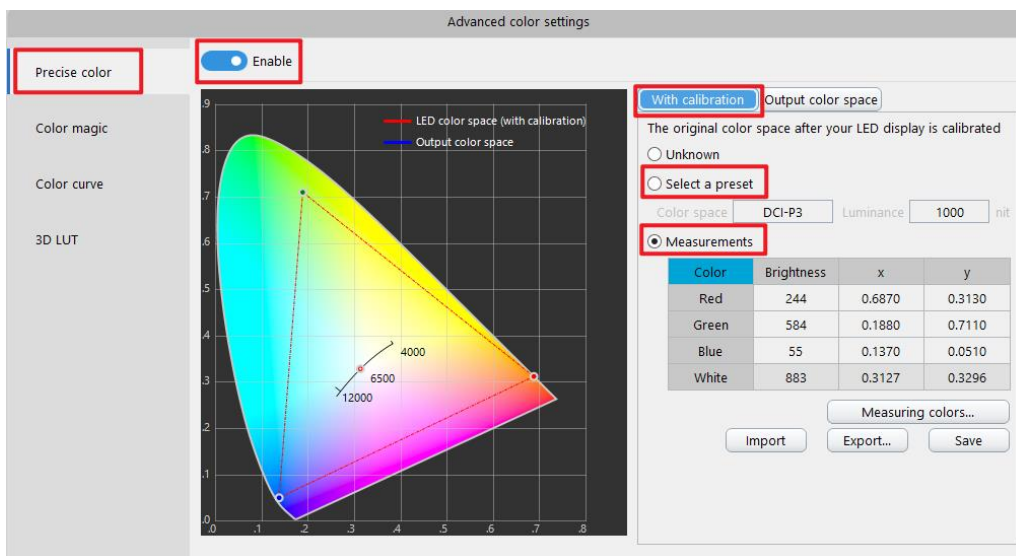 Advanced color settings
Precise color
Color magic
Color curve
3D LUT
Enable
.9
.8
.7
.6
.5
.4
.3
.2
.1
.0
.0 .1 .2 .3 .4 .5 .6 .7 .8
LED color space (with calibration)
Output color space
4000
6500
12000
With calibration Output color space
The original color space after your LED display is calibrated
Unknown
Select a preset
Color space DCI-P3 Luminance 1000 nit
Measurements
Color Brightness x y
Red 244 0.6870 0.3130
Green 584 0.1880 0.7110
Blue 55 0.1370 0.0510
White 883 0.3127 0.3296
Measuring colors...
Import Export... Save